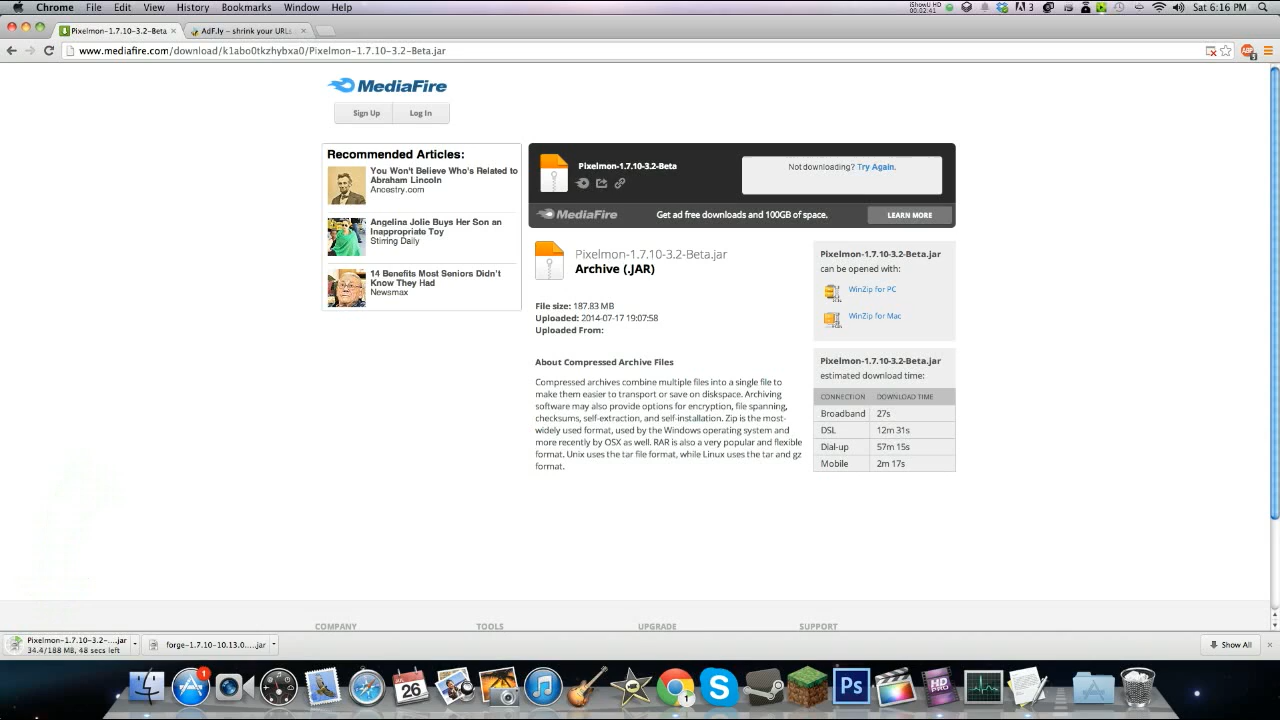 Chrome File Edit View History Bookmarks Window Help
iShowU HD
00:02:41
3
Sat 6:16 PM
Pixelmon-1.7.10-3.2-Beta.
AdF.ly - shrink your URLs
www.mediafire.com/download/k1abo0tkzhybxa0/Pixelmon-1.7.10-3.2-Beta.jar
ABP
MediaFire
Sign Up Log In
Recommended Articles:
You Won't Believe Who's Related to
Abraham Lincoln
Ancestry.com
Angelina Jolie Buys Her Son an
Inappropriate Toy
Stirring Daily
14 Benefits Most Seniors Didn't
Know They Had
Newsmax
Pixelmon-1.7.10-3.2-Beta
Not downloading? Try Again.
MediaFire Get ad free downloads and 100GB of space. LEARN MORE
Pixelmon-1.7.10-3.2-Beta.jar
Archive (.JAR)
File size: 187.83 MB
Uploaded: 2014-07-17 19:07:58
Uploaded From:
About Compressed Archive Files
Compressed archives combine multiple files into a single file to
make them easier to transport or save on diskspace. Archiving
software may also provide options for encryption, file spanning,
checksums, self-extraction, and self-installation. Zip is the most-
widely used format, used by the Windows operating system and
more recently by OSX as well. RAR is also a very popular and flexible
format. Unix uses the tar file format, while Linux uses the tar and gz
format.
Pixelmon-1.7.10-3.2-Beta.jar
can be opened with:
WinZip for PC
WinZip for Mac
Pixelmon-1.7.10-3.2-Beta.jar
estimated download time:
CONNECTION DOWNLOAD TIME
Broadband 27s
DSL 12m 31s
Dial-up 57m 15s
Mobile 2m 17s
COMPANY TOOLS UPGRADE SUPPORT
Pixelmon-1.7.10-3.2-....jar
34.4/188 MB, 48 secs left
forge-1.7.10-10.13.0....jar
Show All
1
JUL
26
1
Ps
HD
PRO